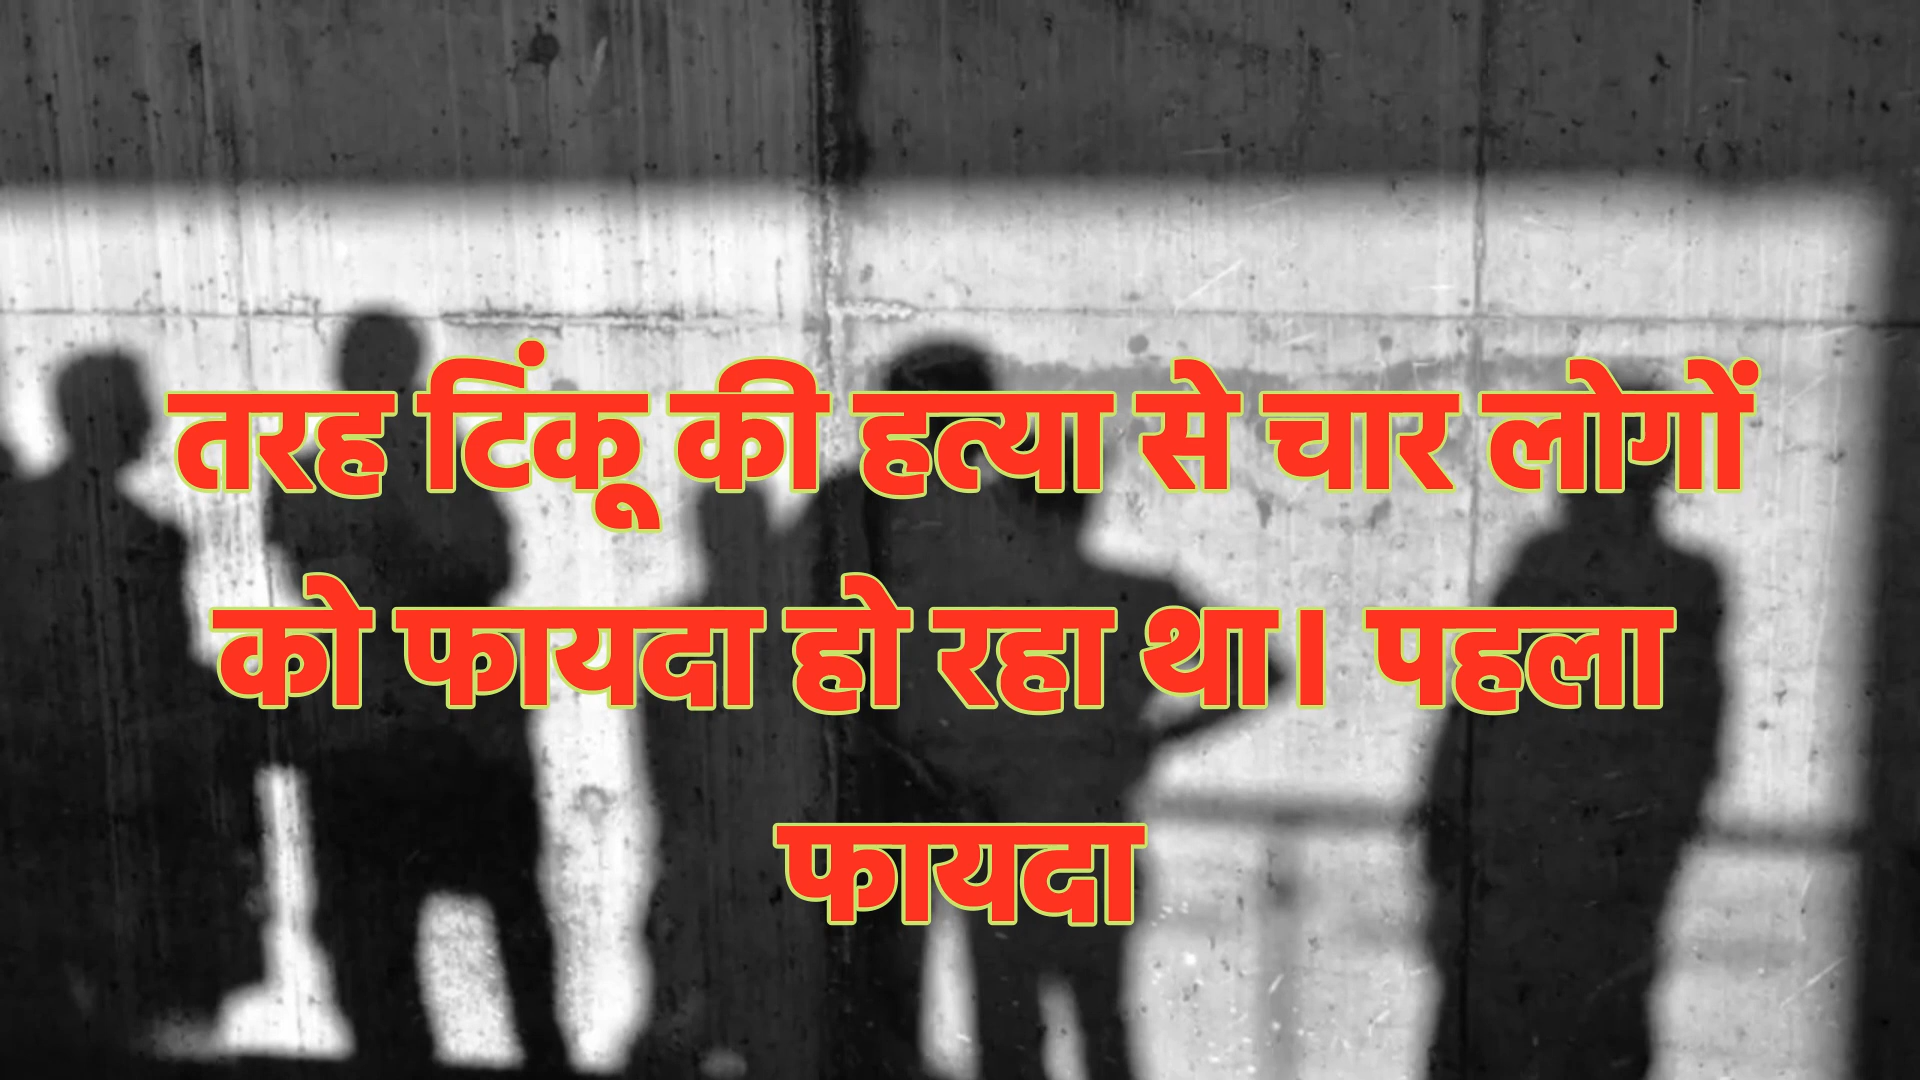 तरह टिंकू की हत्या से चार लोगों
को फायदा हो रहा था। पहला
फायदा